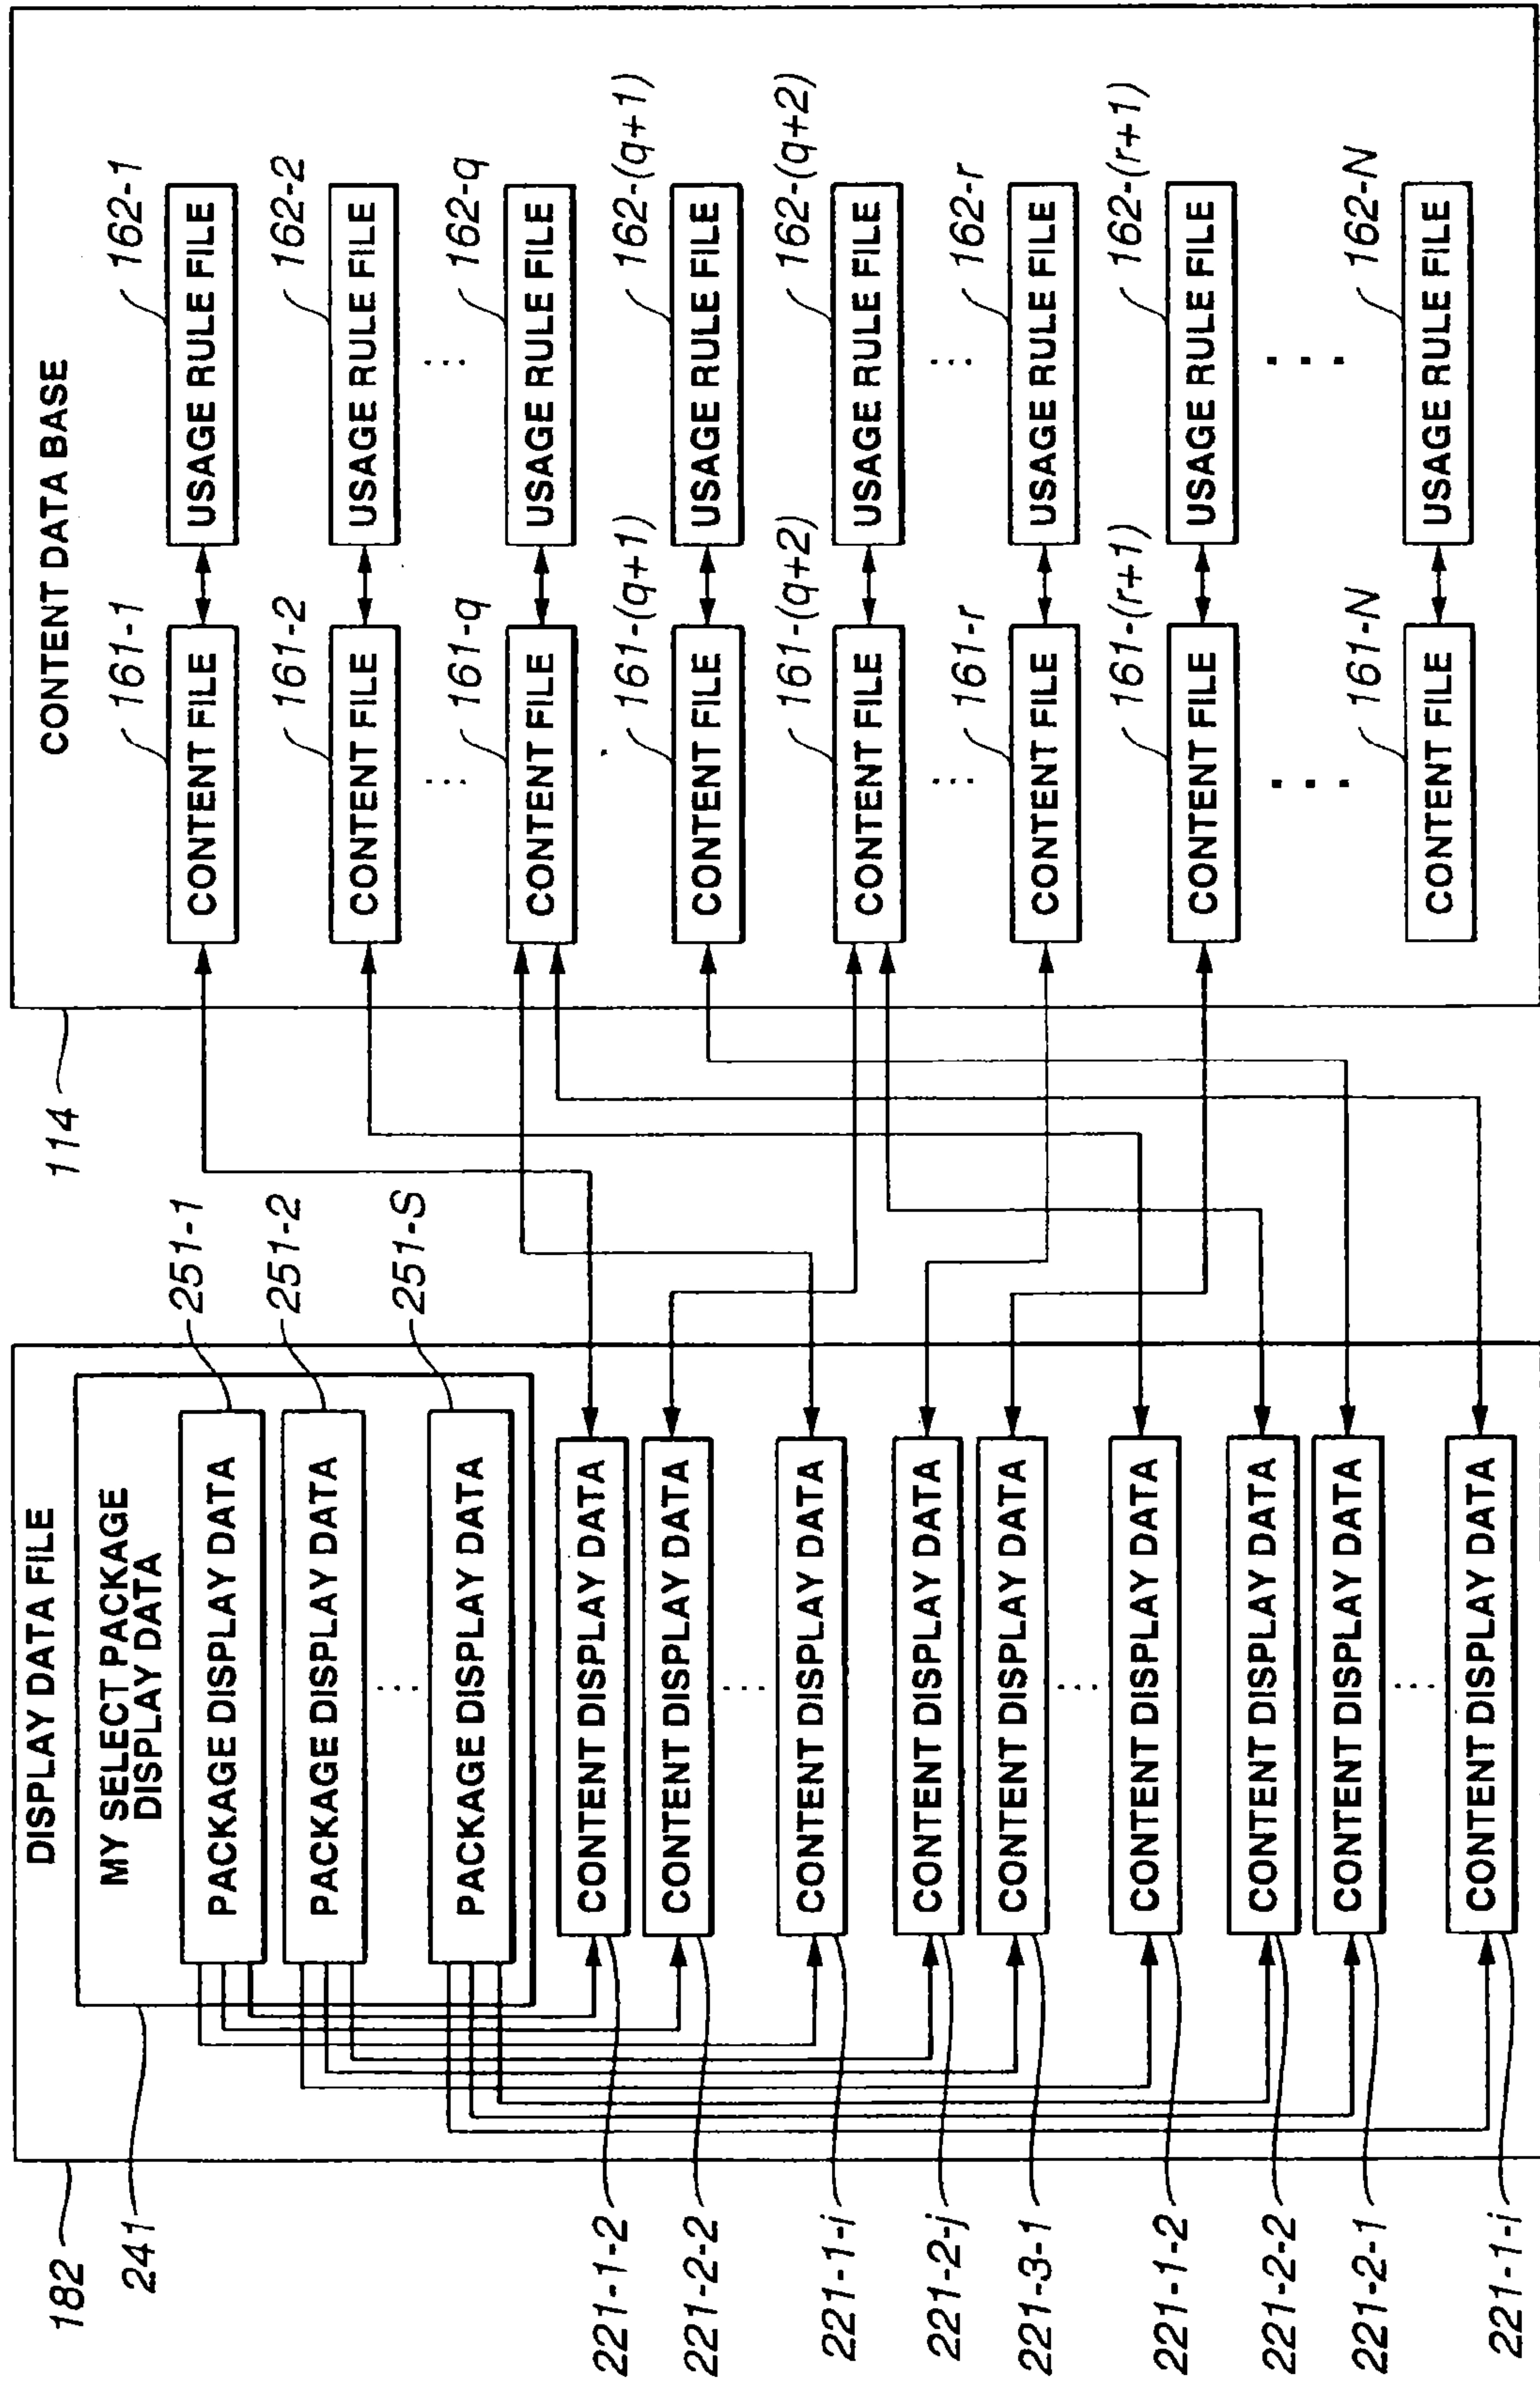 DISPLAY DATA FILE
182
MY SELECT PACKAGE
DISPLAY DATA
241
PACKAGE DISPLAY DATA
251-1
PACKAGE DISPLAY DATA
251-2
...
PACKAGE DISPLAY DATA
251-S
221-1-2
CONTENT DISPLAY DATA
221-2-2
CONTENT DISPLAY DATA
...
221-1-i
CONTENT DISPLAY DATA
221-2-j
CONTENT DISPLAY DATA
221-3-1
CONTENT DISPLAY DATA
...
221-1-2
CONTENT DISPLAY DATA
221-2-2
CONTENT DISPLAY DATA
221-2-1
CONTENT DISPLAY DATA
...
221-1-i
CONTENT DISPLAY DATA
114
CONTENT DATA BASE
161-1
162-1
CONTENT FILE
USAGE RULE FILE
161-2
162-2
CONTENT FILE
USAGE RULE FILE
... ...
161-q
162-q
CONTENT FILE
USAGE RULE FILE
161-(q+1)
162-(q+1)
CONTENT FILE
USAGE RULE FILE
161-(q+2)
162-(q+2)
CONTENT FILE
USAGE RULE FILE
... ...
161-r
162-r
CONTENT FILE
USAGE RULE FILE
161-(r+1)
162-(r+1)
CONTENT FILE
USAGE RULE FILE
... ...
161-N
162-N
CONTENT FILE
USAGE RULE FILE